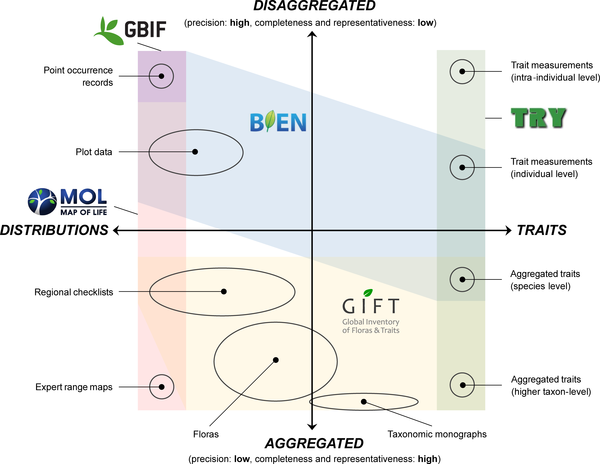 DISAGGREGATED
(precision: high, completeness and representativeness: low)
GBIF
Point occurrence
records
Trait measurements
(intra-individual level)
TRY
BIEN
Plot data
Trait measurements
(individual level)
MOL
MAP OF LIFE
DISTRIBUTIONS
TRAITS
Regional checklists
Aggregated traits
(species level)
GIFT
Global Inventory
of Floras & Traits
Expert range maps
Aggregated traits
(higher taxon-level)
Floras
Taxonomic monographs
AGGREGATED
(precision: low, completeness and representativeness: high)